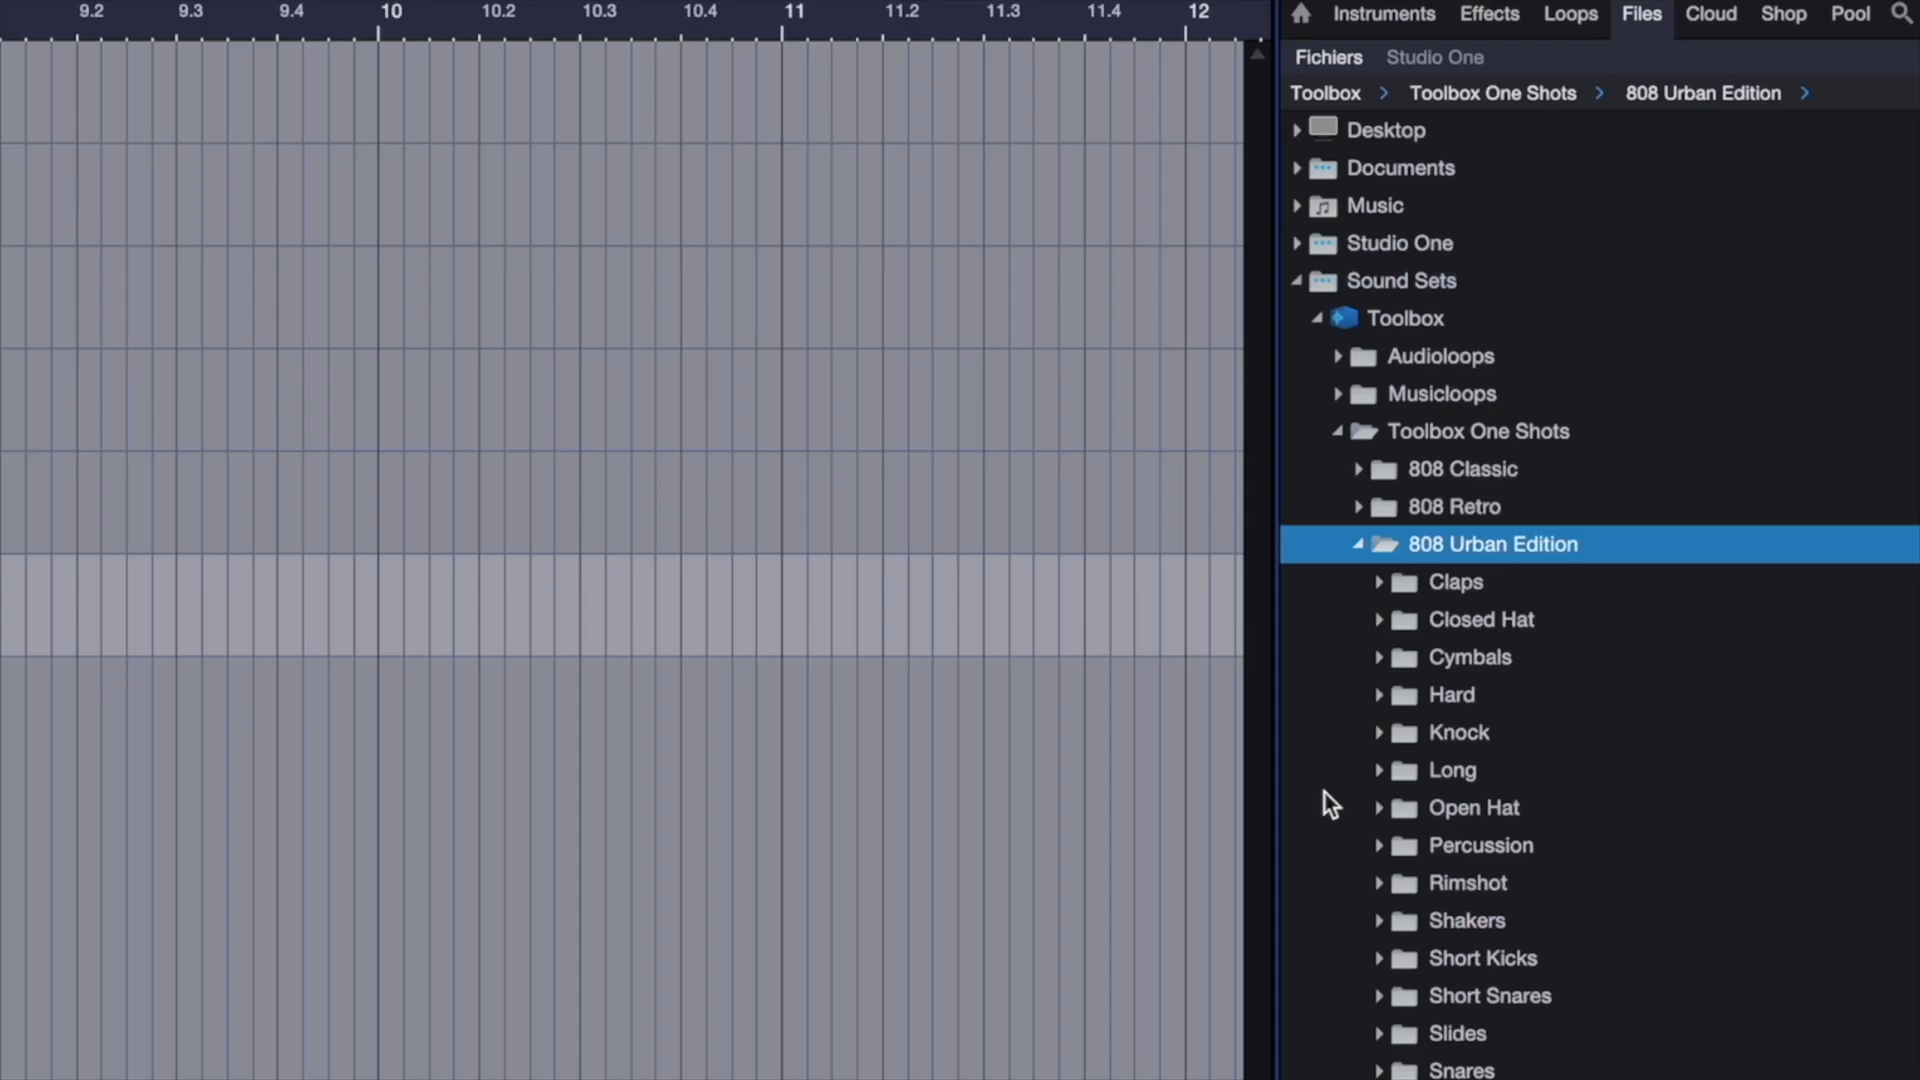 9.2 9.3 9.4 10 10.2 10.3 10.4 11 11.2 11.3 11.4 12
Instruments Effects Loops Files Cloud Shop Pool
Fichiers Studio One
Toolbox > Toolbox One Shots > 808 Urban Edition >
Desktop
Documents
Music
Studio One
Sound Sets
Toolbox
Audioloops
Musicloops
Toolbox One Shots
808 Classic
808 Retro
808 Urban Edition
Claps
Closed Hat
Cymbals
Hard
Knock
Long
Open Hat
Percussion
Rimshot
Shakers
Short Kicks
Short Snares
Slides
Snares